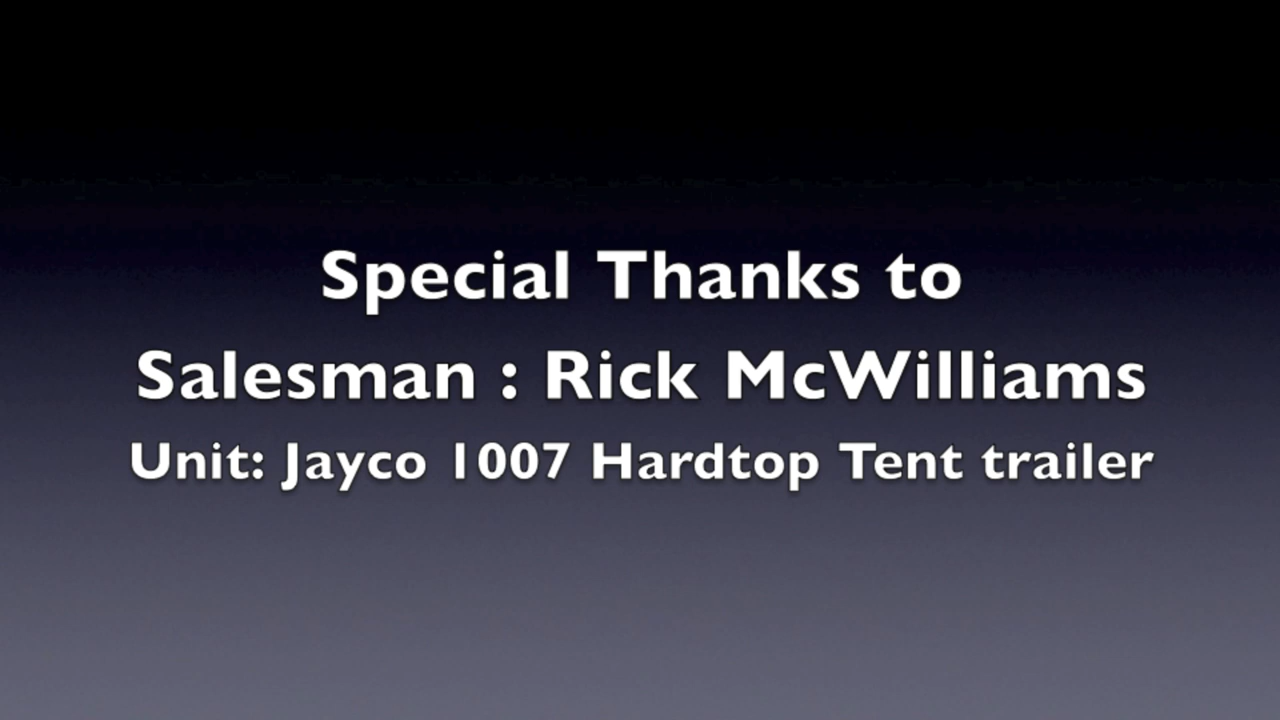 Special Thanks to
Salesman : Rick McWilliams
Unit: Jayco 1007 Hardtop Tent trailer